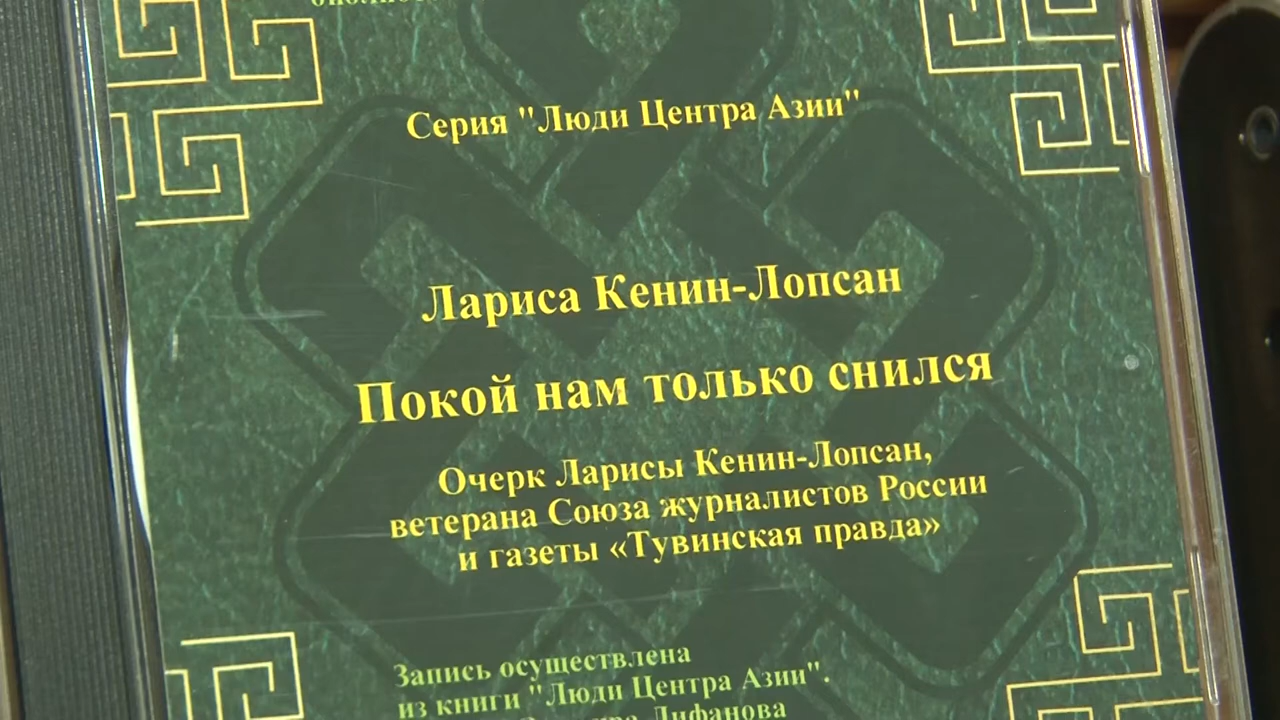 Серия "Люди Центра Азии"
Лариса Кенин-Лопсан
Покой нам только снился
Очерк Ларисы Кенин-Лопсан,
ветерана Союза журналистов России
и газеты «Тувинская правда»
Запись осуществлена
из книги "Люди Центра Азии".
Лифанова